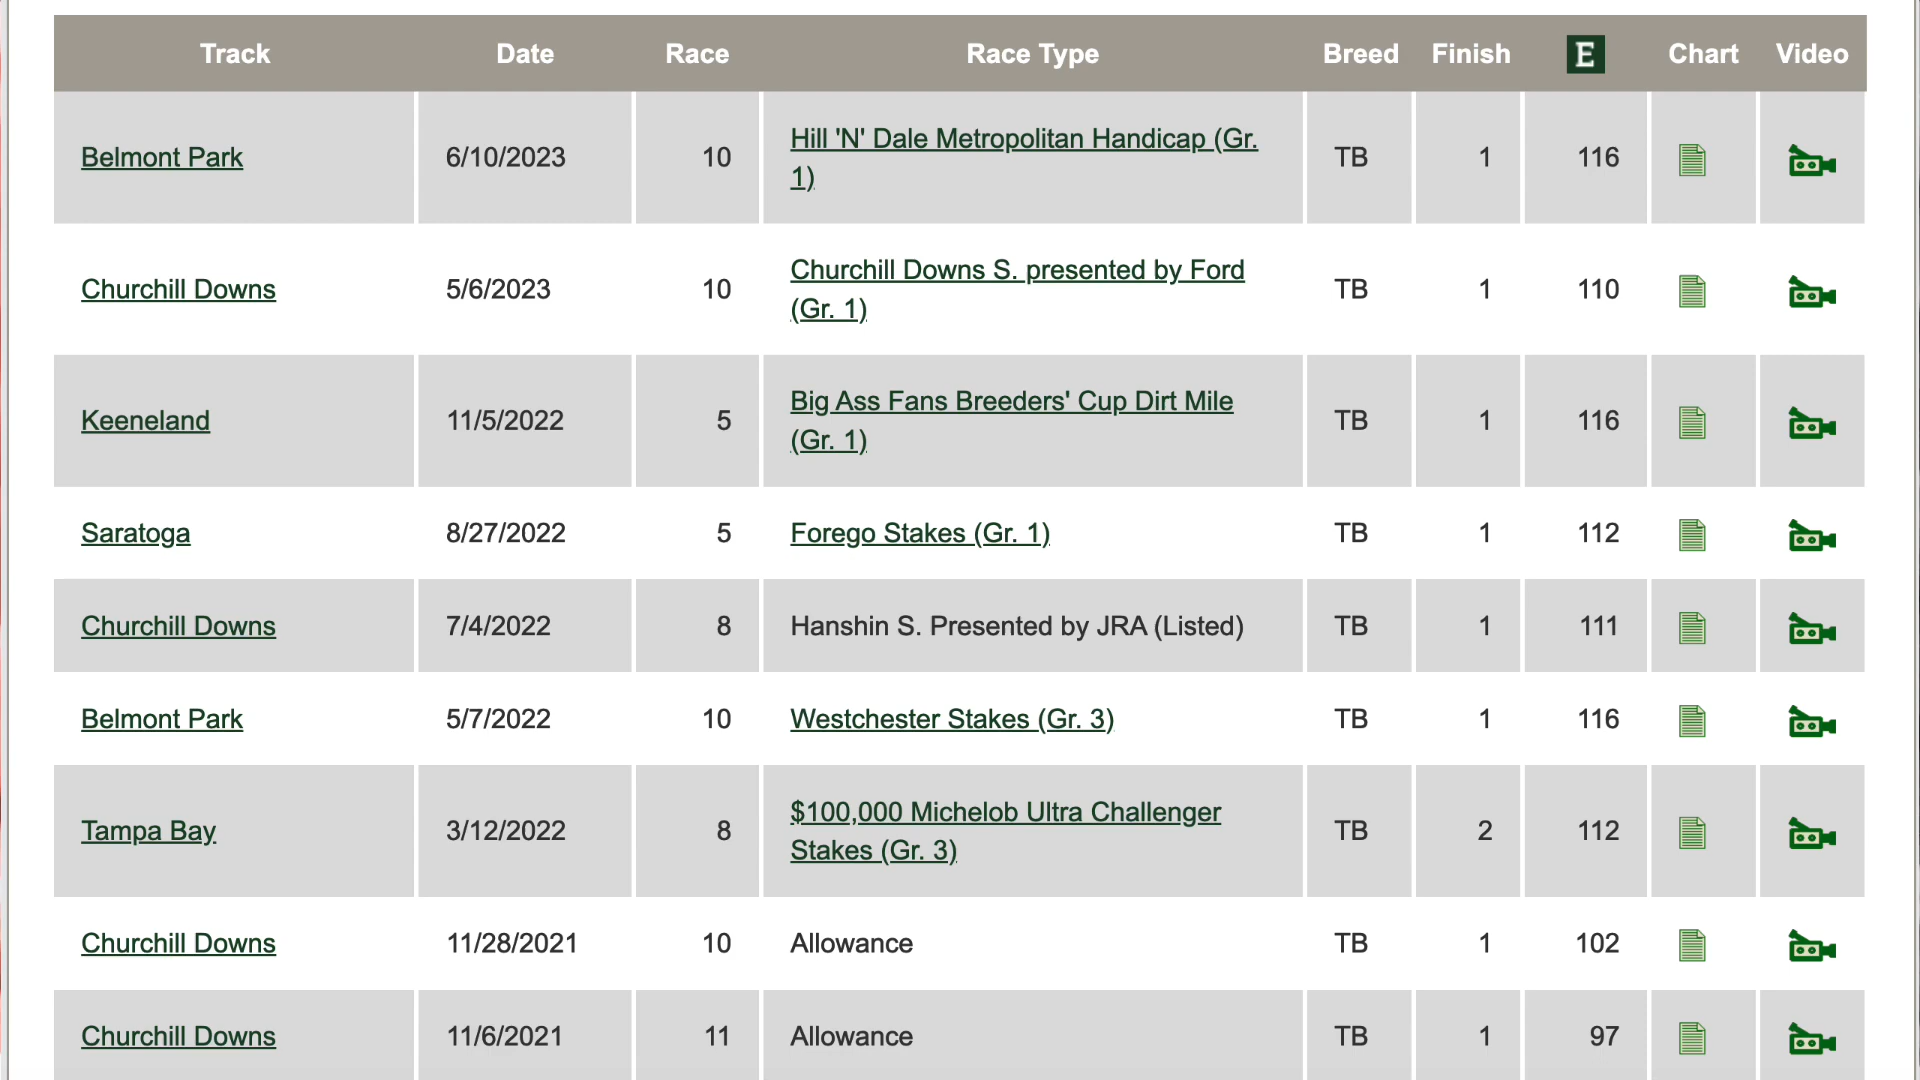 Track Date Race Race Type Breed Finish E Chart Video
Belmont Park 6/10/2023 10 Hill 'N' Dale Metropolitan Handicap (Gr. 1) TB 1 116
Churchill Downs 5/6/2023 10 Churchill Downs S. presented by Ford (Gr. 1) TB 1 110
Keeneland 11/5/2022 5 Big Ass Fans Breeders' Cup Dirt Mile (Gr. 1) TB 1 116
Saratoga 8/27/2022 5 Forego Stakes (Gr. 1) TB 1 112
Churchill Downs 7/4/2022 8 Hanshin S. Presented by JRA (Listed) TB 1 111
Belmont Park 5/7/2022 10 Westchester Stakes (Gr. 3) TB 1 116
Tampa Bay 3/12/2022 8 $100,000 Michelob Ultra Challenger Stakes (Gr. 3) TB 2 112
Churchill Downs 11/28/2021 10 Allowance TB 1 102
Churchill Downs 11/6/2021 11 Allowance TB 1 97